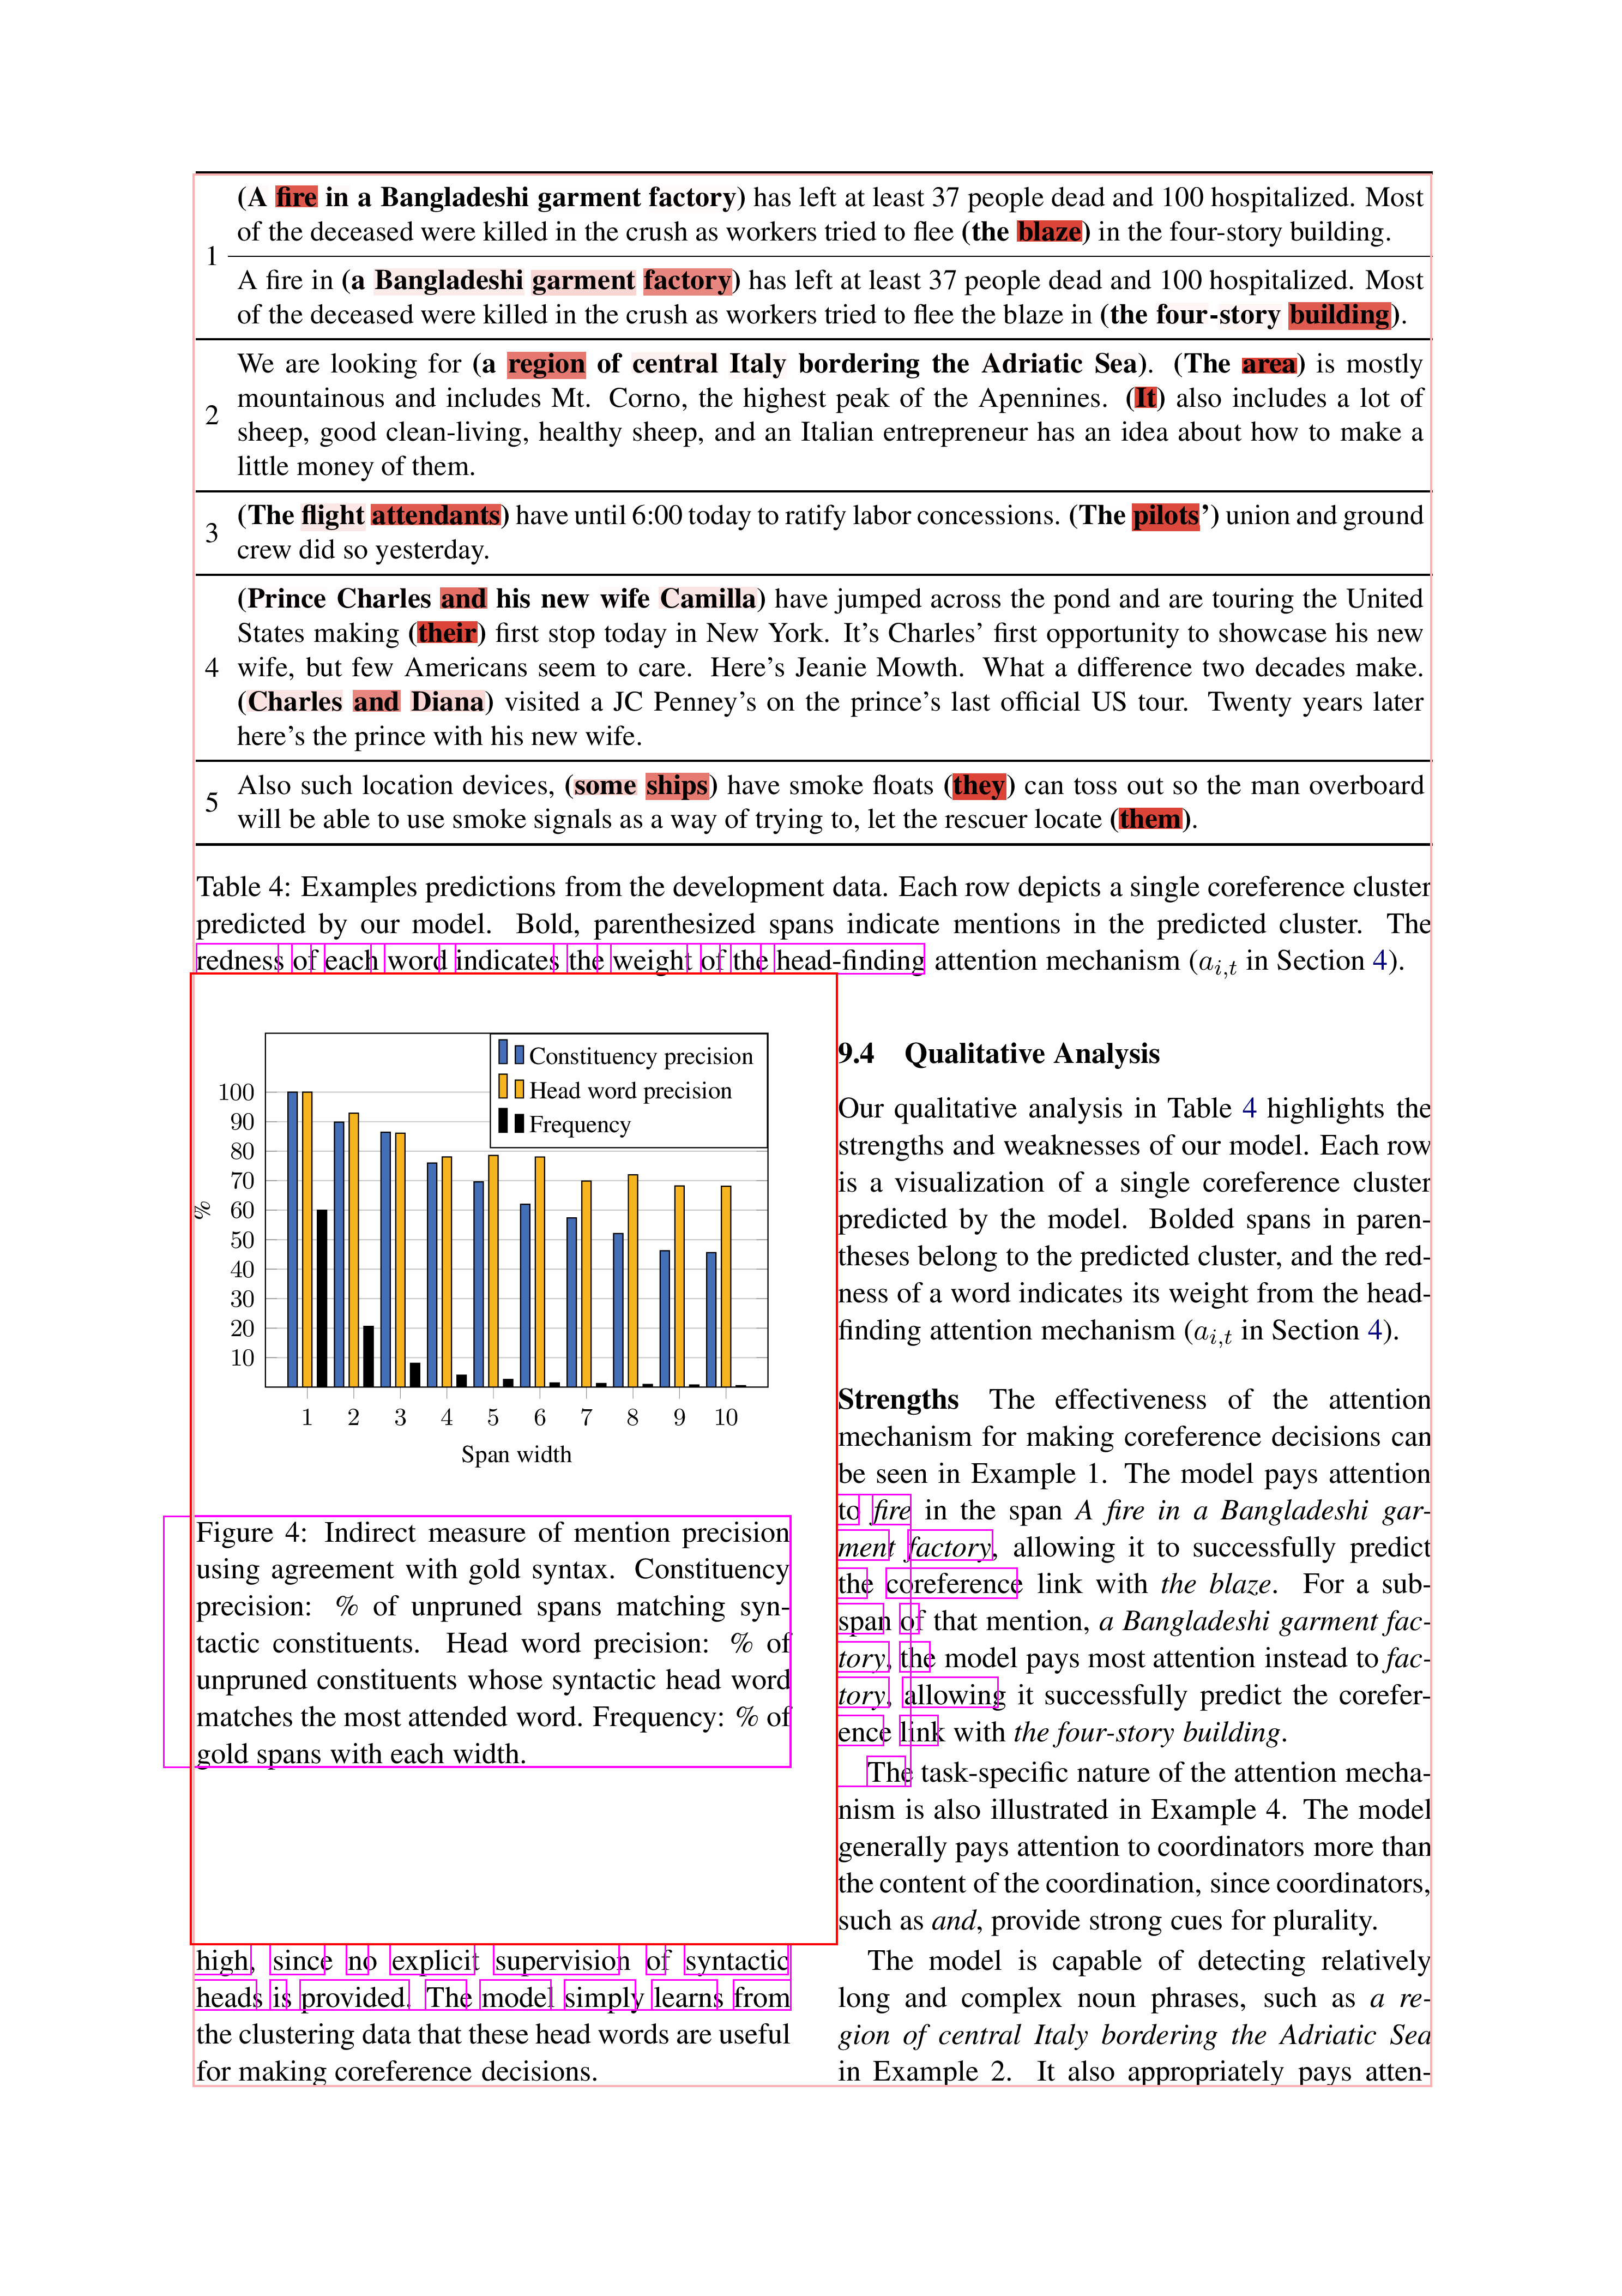 (A fire in a Bangladeshi garment factory) has left at least 37 people dead and 100 hospitalized. Most
of the deceased were killed in the crush as workers tried to flee (the blaze) in the four-story building.
1
A fire in (a Bangladeshi garment factory) has left at least 37 people dead and 100 hospitalized. Most
of the deceased were killed in the crush as workers tried to flee the blaze in (the four-story building).
We are looking for (a region of central Italy bordering the Adriatic Sea). (The area) is mostly
2 mountainous and includes Mt. Corno, the highest peak of the Apennines. (It) also includes a lot of
sheep, good clean-living, healthy sheep, and an Italian entrepreneur has an idea about how to make a
little money of them.
3 (The flight attendants) have until 6:00 today to ratify labor concessions. (The pilots’) union and ground
crew did so yesterday.
(Prince Charles and his new wife Camilla) have jumped across the pond and are touring the United
States making (their) first stop today in New York. It’s Charles’ first opportunity to showcase his new
4 wife, but few Americans seem to care. Here’s Jeanie Mowth. What a difference two decades make.
(Charles and Diana) visited a JC Penney’s on the prince’s last official US tour. Twenty years later
here’s the prince with his new wife.
5 Also such location devices, (some ships) have smoke floats (they) can toss out so the man overboard
will be able to use smoke signals as a way of trying to, let the rescuer locate (them).
Table 4: Examples predictions from the development data. Each row depicts a single coreference cluster
predicted by our model. Bold, parenthesized spans indicate mentions in the predicted cluster. The
redness of each word indicates the weight of the head-finding attention mechanism (a_{i,t} in Section 4).
Constituency precision
Head word precision
Frequency
100
90
80
70
60
50
40
30
20
10
%
1 2 3 4 5 6 7 8 9 10
Span width
Figure 4: Indirect measure of mention precision
using agreement with gold syntax. Constituency
precision: % of unpruned spans matching syn-
tactic constituents. Head word precision: % of
unpruned constituents whose syntactic head word
matches the most attended word. Frequency: % of
gold spans with each width.
high, since no explicit supervision of syntactic
heads is provided. The model simply learns from
the clustering data that these head words are useful
for making coreference decisions.
9.4 Qualitative Analysis
Our qualitative analysis in Table 4 highlights the
strengths and weaknesses of our model. Each row
is a visualization of a single coreference cluster
predicted by the model. Bolded spans in paren-
theses belong to the predicted cluster, and the red-
ness of a word indicates its weight from the head-
finding attention mechanism (a_{i,t} in Section 4).
Strengths The effectiveness of the attention
mechanism for making coreference decisions can
be seen in Example 1. The model pays attention
to fire in the span A fire in a Bangladeshi gar-
ment factory, allowing it to successfully predict
the coreference link with the blaze. For a sub-
span of that mention, a Bangladeshi garment fac-
tory, the model pays most attention instead to fac-
tory, allowing it successfully predict the corefer-
ence link with the four-story building.
The task-specific nature of the attention mecha-
nism is also illustrated in Example 4. The model
generally pays attention to coordinators more than
the content of the coordination, since coordinators,
such as and, provide strong cues for plurality.
The model is capable of detecting relatively
long and complex noun phrases, such as a re-
gion of central Italy bordering the Adriatic Sea
in Example 2. It also appropriately pays atten-